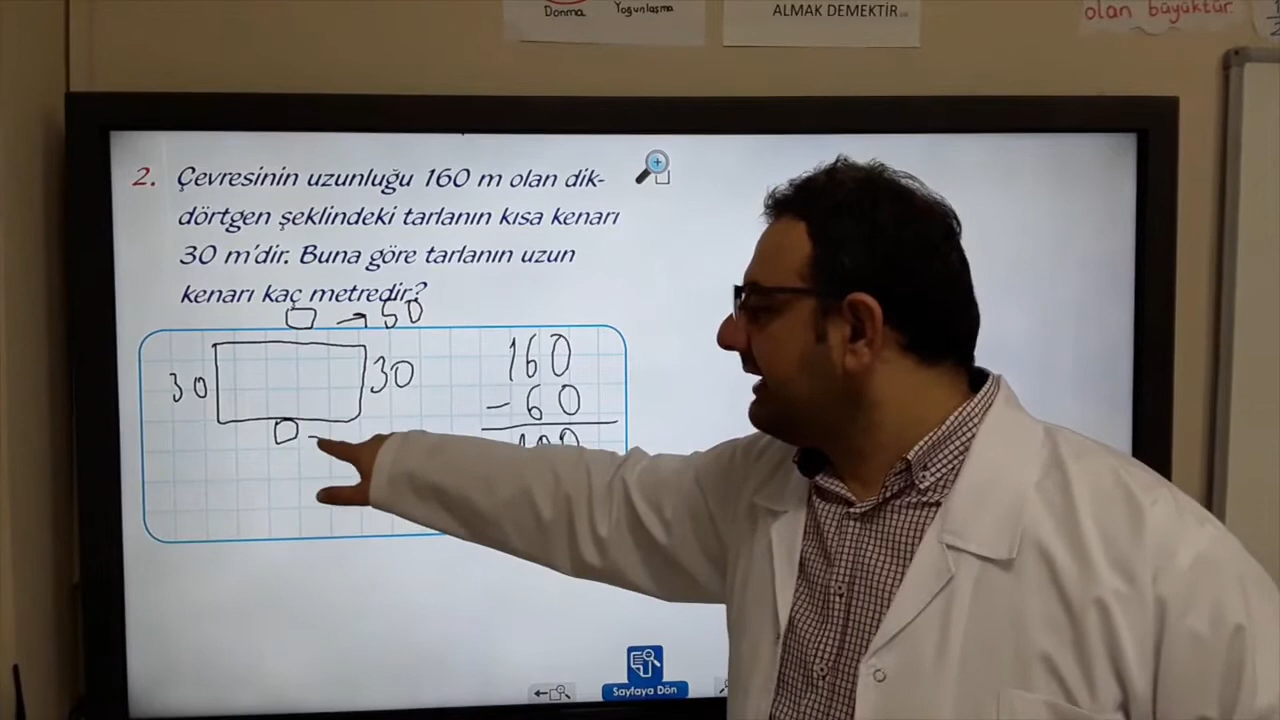 Donma
Yoğunlaşma
ALMAK DEMEKTİR
olan büyüktür.
2. Çevresinin uzunluğu 160 m olan dik-
dörtgen şeklindeki tarlanın kısa kenarı
30 m'dir. Buna göre tarlanın uzun
kenarı kaç metredir?
50
30
30
160
- 60
100
Sayfaya Dön